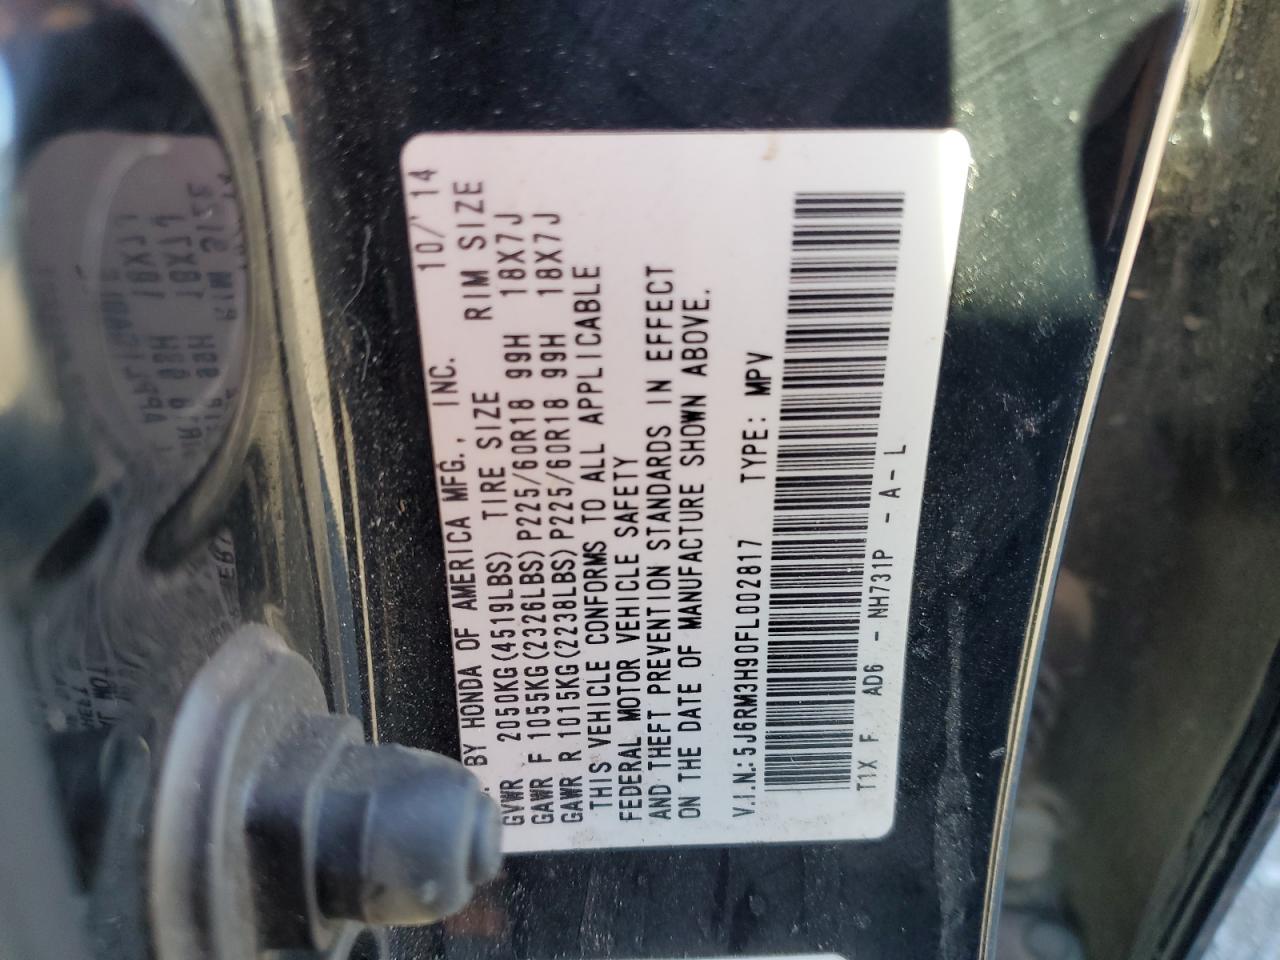 BY HONDA OF AMERICA MFG., INC. 10/'14
GVWR 2050KG(4519LBS) TIRE SIZE RIM SIZE
GAWR F 1055KG(2326LBS)P225/60R18 99H 18X7J
GAWR R 1015KG(2238LBS)P225/60R18 99H 18X7J
THIS VEHICLE CONFORMS TO ALL APPLICABLE
FEDERAL MOTOR VEHICLE SAFETY
AND THEFT PREVENTION STANDARDS IN EFFECT
ON THE DATE OF MANUFACTURE SHOWN ABOVE.
V.I.N.:5J6RM3H90FL002817 TYPE: MPV
T1X F AD6 - NH731P - A - L